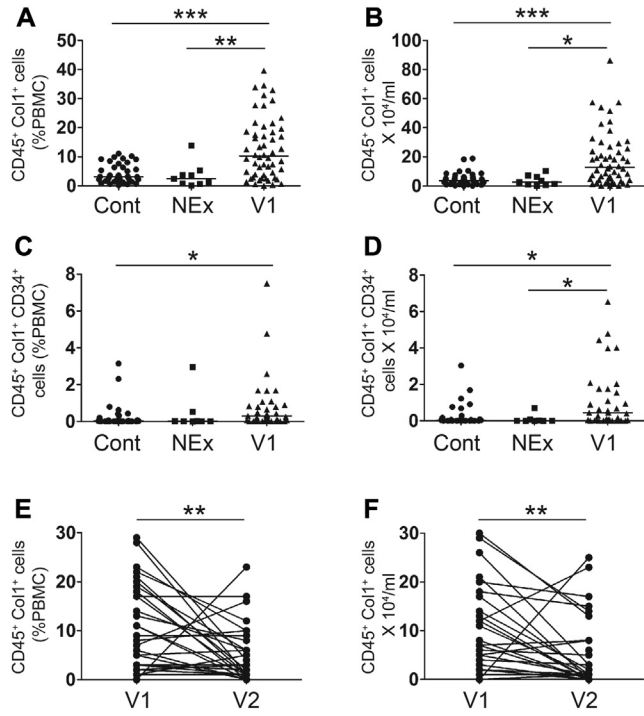 A
CD45⁺ Col1⁺ cells
(%PBMC)
50
40
30
20
10
0
***
**
Cont NEx V1
B
CD45⁺ Col1⁺ cells
X 10⁴/ml
100
80
60
40
20
0
***
*
Cont NEx V1
C
CD45⁺ Col1⁺ CD34⁺
cells (%PBMC)
8
6
4
2
0
*
Cont NEx V1
D
CD45⁺ Col1⁺ CD34⁺
cells X 10⁴/ml
8
6
4
2
0
*
*
Cont NEx V1
E
CD45⁺ Col1⁺ cells
(%PBMC)
30
20
10
0
**
V1 V2
F
CD45⁺ Col1⁺ cells
X 10⁴/ml
30
20
10
0
**
V1 V2